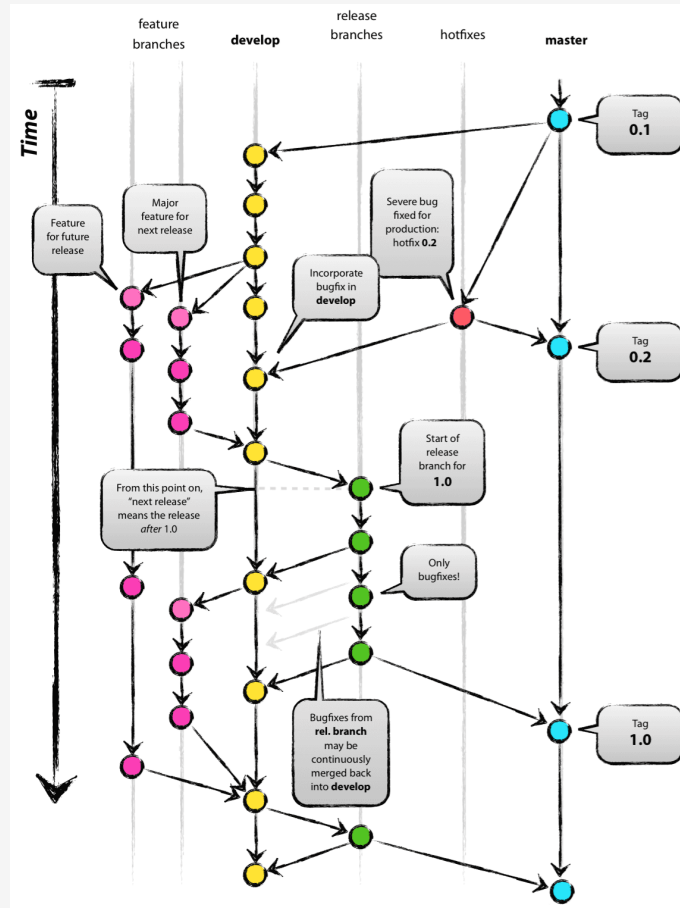 feature
branches
develop
release
branches
hotfixes
master
Time
Tag
0.1
Major
feature for
next release
Severe bug
fixed for
production:
hotfix 0.2
Feature
for future
release
Incorporate
bugfix in
develop
Tag
0.2
Start of
release
branch for
1.0
From this point on,
“next release”
means the release
after 1.0
Only
bugfixes!
Bugfixes from
rel. branch
may be
continuously
merged back
into develop
Tag
1.0